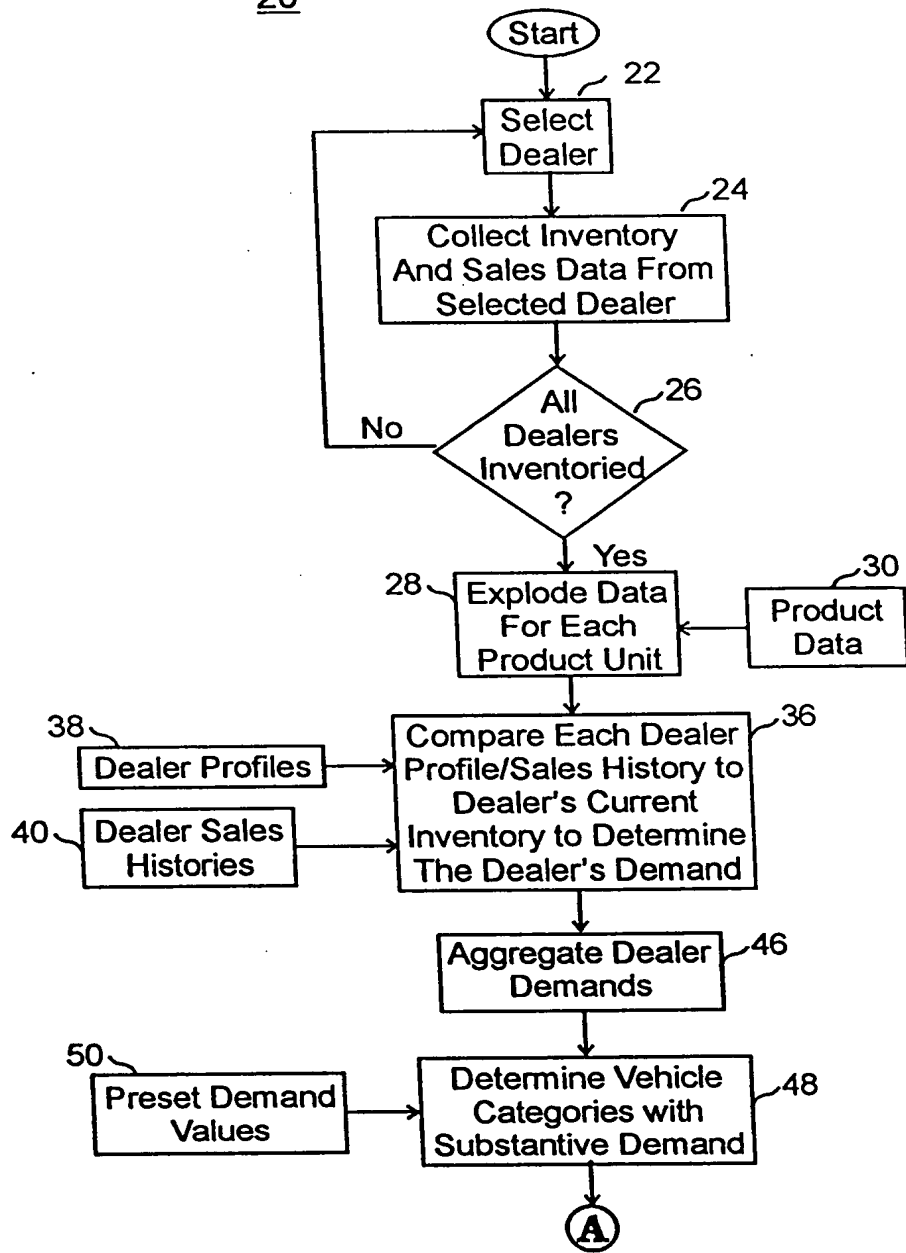 20
Start
22
Select
Dealer
24
Collect Inventory
And Sales Data From
Selected Dealer
26
All
Dealers
Inventoried
?
No
Yes
28
Explode Data
For Each
Product Unit
30
Product
Data
36
Compare Each Dealer
Profile/Sales History to
Dealer's Current
Inventory to Determine
The Dealer's Demand
38
Dealer Profiles
40
Dealer Sales
Histories
Aggregate Dealer
Demands
46
50
Preset Demand
Values
Determine Vehicle
Categories with
Substantive Demand
48
A